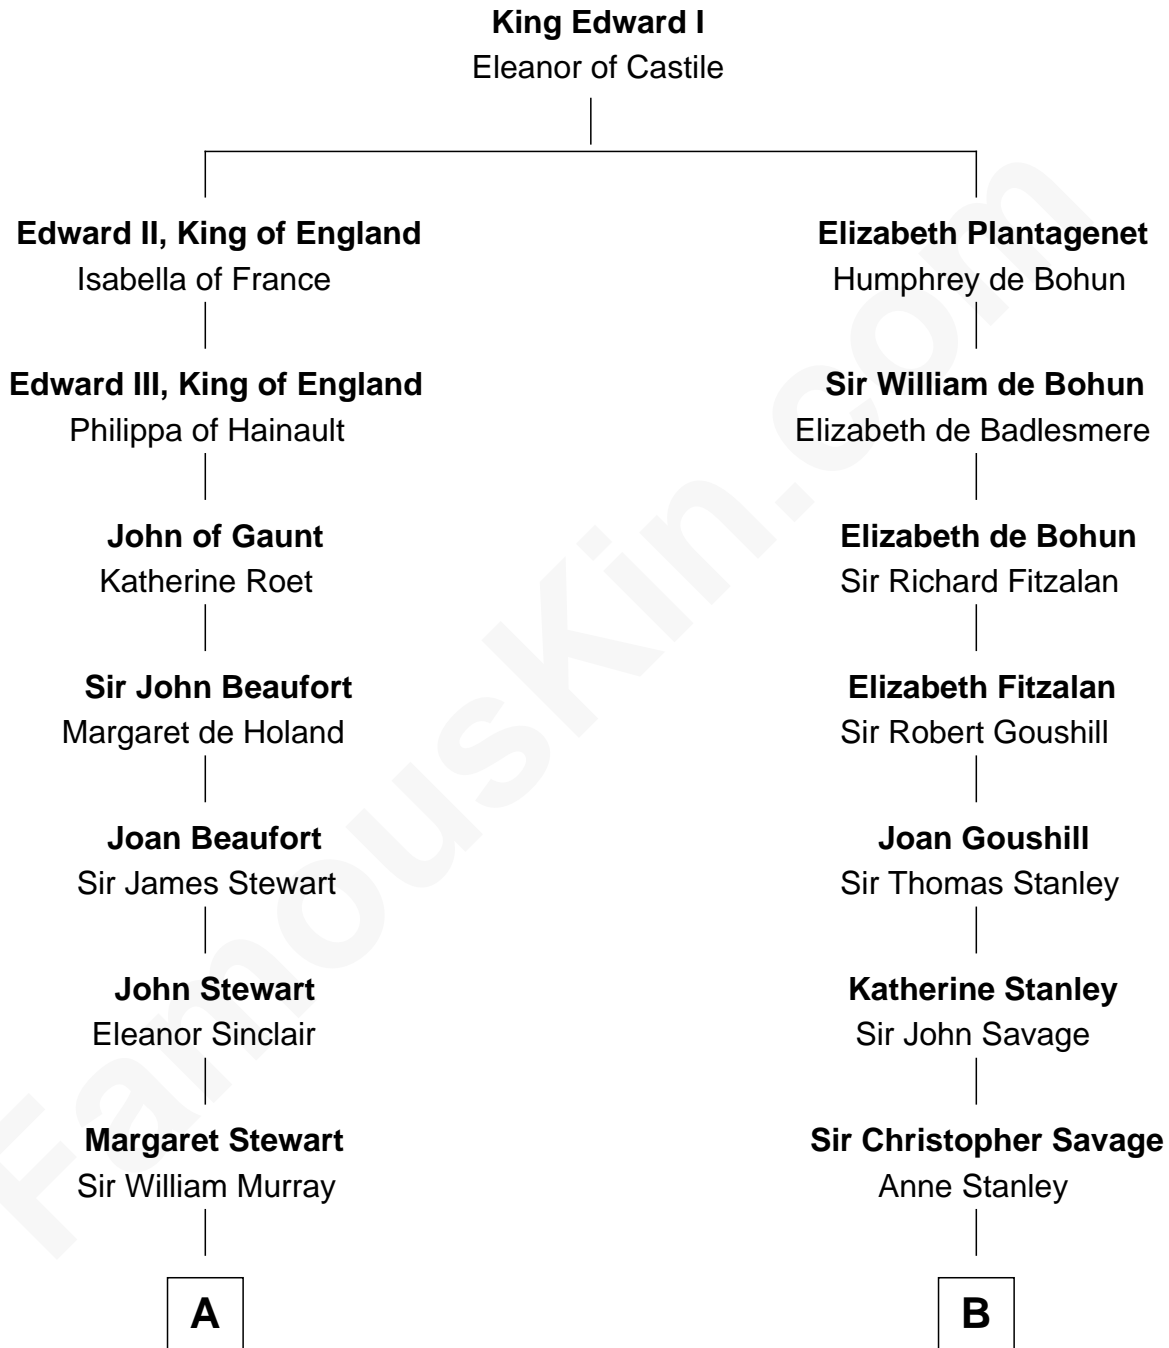 King Edward I
Eleanor of Castile
Edward II, King of England
Isabella of France
Elizabeth Plantagenet
Humphrey de Bohun
Edward III, King of England
Philippa of Hainault
Sir William de Bohun
Elizabeth de Badlesmere
John of Gaunt
Katherine Roet
Elizabeth de Bohun
Sir Richard Fitzalan
Sir John Beaufort
Margaret de Holand
Elizabeth Fitzalan
Sir Robert Goushill
Joan Beaufort
Sir James Stewart
Joan Goushill
Sir Thomas Stanley
John Stewart
Eleanor Sinclair
Katherine Stanley
Sir John Savage
Margaret Stewart
Sir William Murray
Sir Christopher Savage
Anne Stanley
A
B
FamousKin.com